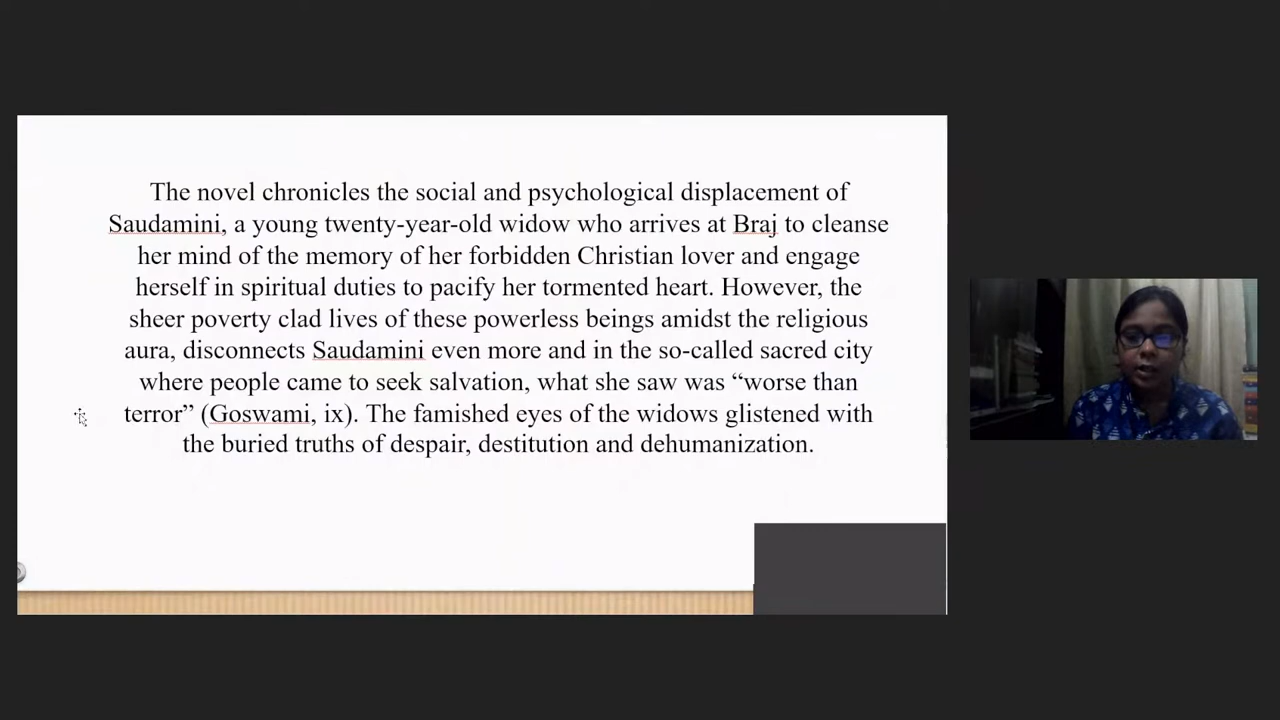 The novel chronicles the social and psychological displacement of
Saudamini, a young twenty-year-old widow who arrives at Braj to cleanse
her mind of the memory of her forbidden Christian lover and engage
herself in spiritual duties to pacify her tormented heart. However, the
sheer poverty clad lives of these powerless beings amidst the religious
aura, disconnects Saudamini even more and in the so-called sacred city
where people came to seek salvation, what she saw was “worse than
terror” (Goswami, ix). The famished eyes of the widows glistened with
the buried truths of despair, destitution and dehumanization.